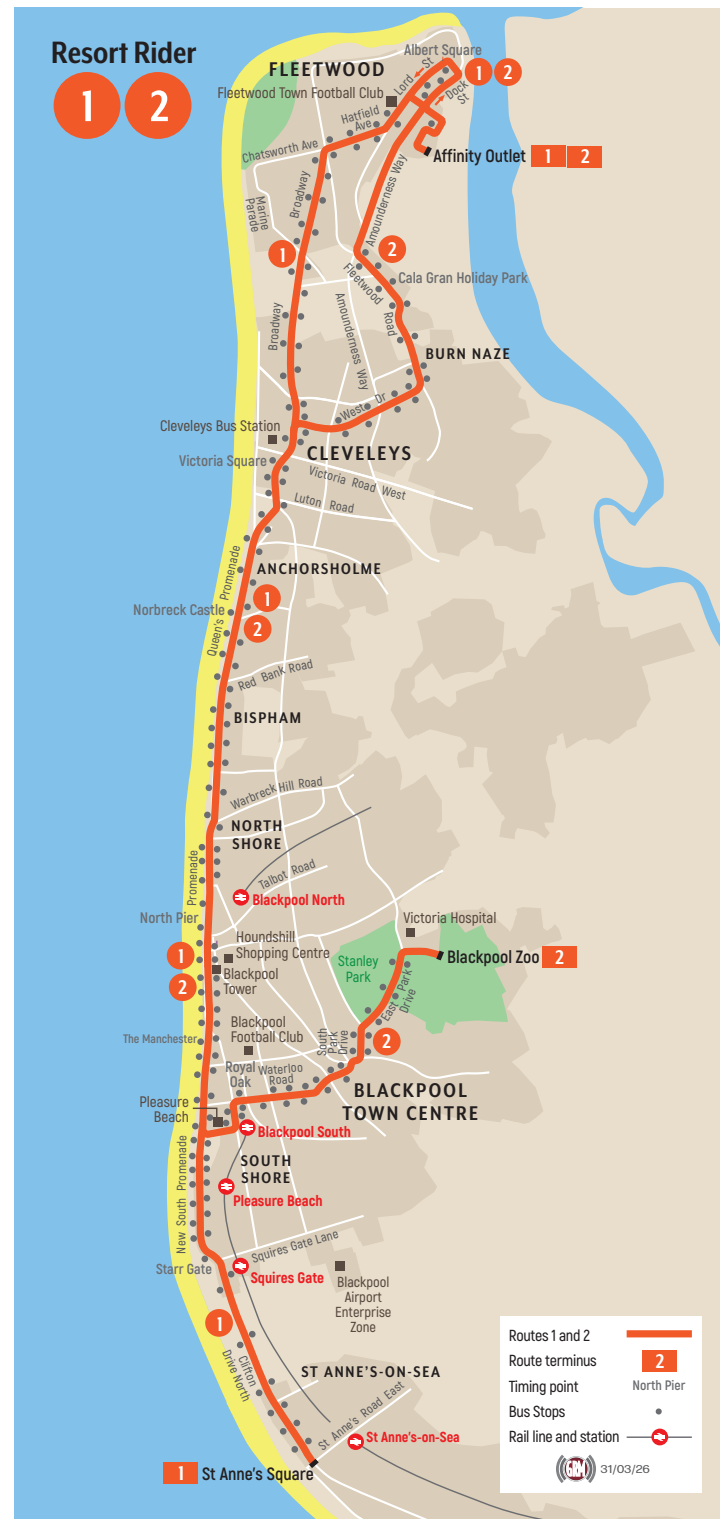 Resort Rider
1 2
Albert Square
FLEETWOOD
1 2
Fleetwood Town Football Club
Lord
St
Dock
St
Hatfield
Ave
Chatsworth Ave
Affinity Outlet 1 2
Amounderness Way
Broadway
Marine
Parade
1
2
Fleetwood
Road
Cala Gran Holiday Park
Amounderness Way
Broadway
BURN NAZE
West Dr
Cleveleys Bus Station
CLEVELEYS
Victoria Square
Victoria Road West
Luton Road
Queen's Promenade
ANCHORSHOLME
1
Norbreck Castle
2
Red Bank Road
BISPHAM
Warbreck Hill Road
NORTH
SHORE
Promenade
Talbot Road
Blackpool North
North Pier
Victoria Hospital
Houndshill
Shopping Centre
1
Blackpool Zoo 2
Stanley
Park
Blackpool
Tower
2
East Park
Drive
Blackpool
Football Club
The Manchester
South
Park
Drive
2
Royal
Oak
Waterloo
Road
BLACKPOOL
TOWN CENTRE
Pleasure
Beach
Blackpool South
New South Promenade
SOUTH
SHORE
Pleasure Beach
Squires Gate Lane
Starr Gate
Squires Gate
Blackpool
Airport
Enterprise
Zone
1
Clifton
Drive North
ST ANNE'S-ON-SEA
St Anne's Road East
St Anne's-on-Sea
1 St Anne's Square
Routes 1 and 2
Route terminus 2
Timing point North Pier
Bus Stops
Rail line and station
GRM 31/03/26